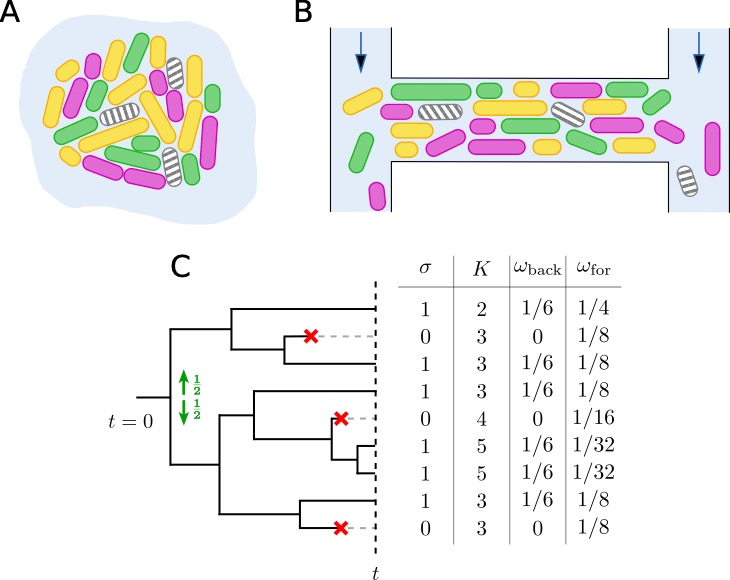 A
B
C
σ K ω_back ω_for
1 2 1/6 1/4
0 3 0 1/8
1 3 1/6 1/8
1 3 1/6 1/8
0 4 0 1/16
1 5 1/6 1/32
1 5 1/6 1/32
1 3 1/6 1/8
0 3 0 1/8
1/2
1/2
t = 0
t